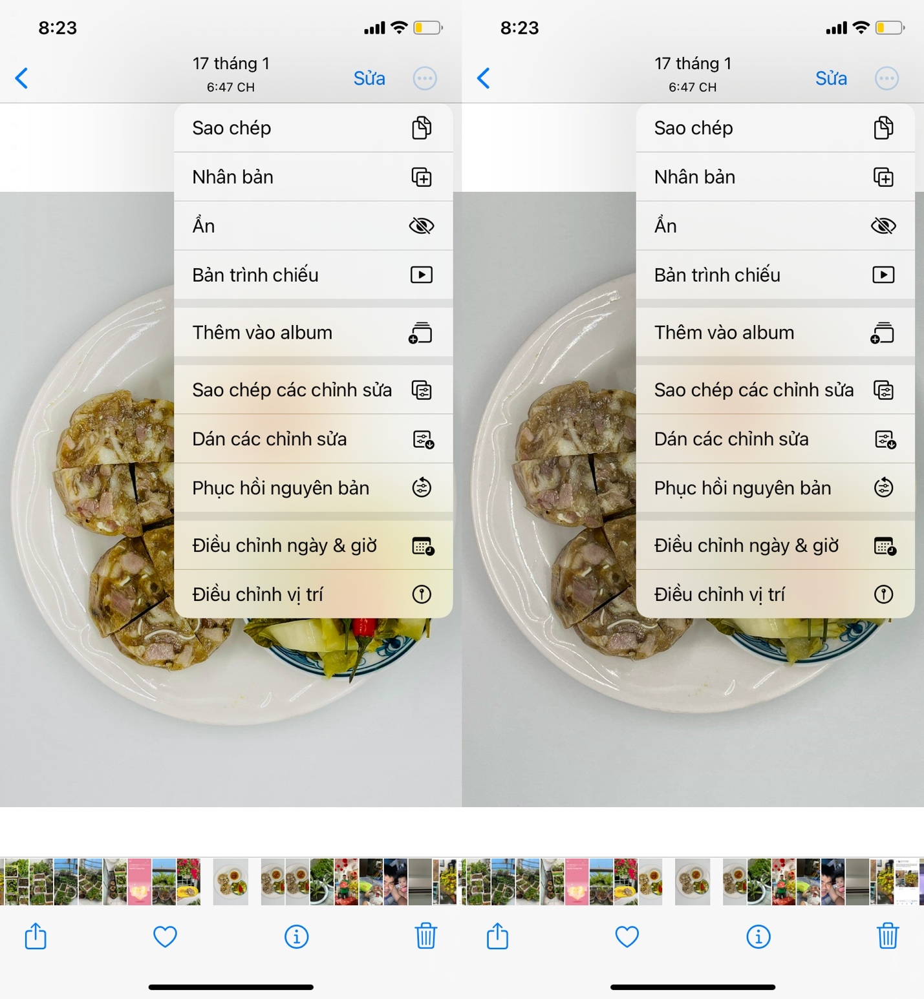 8:23
17 tháng 1
6:47 CH
Sửa
Sao chép
Nhân bản
Ẩn
Bản trình chiếu
Thêm vào album
Sao chép các chỉnh sửa
Dán các chỉnh sửa
Phục hồi nguyên bản
Điều chỉnh ngày & giờ
Điều chỉnh vị trí
8:23
17 tháng 1
6:47 CH
Sửa
Sao chép
Nhân bản
Ẩn
Bản trình chiếu
Thêm vào album
Sao chép các chỉnh sửa
Dán các chỉnh sửa
Phục hồi nguyên bản
Điều chỉnh ngày & giờ
Điều chỉnh vị trí